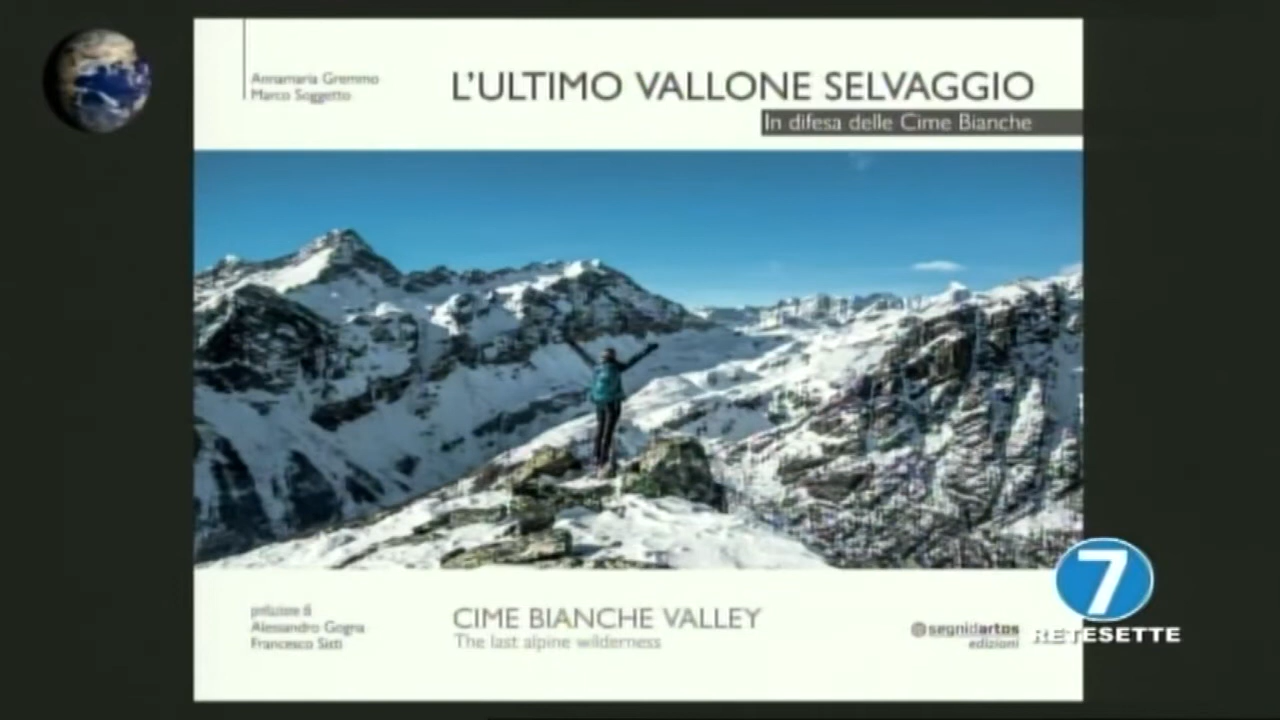 Annamaria Gremmo
Marco Soggetto
L'ULTIMO VALLONE SELVAGGIO
In difesa delle Cime Bianche
prefazione di
Alessandro Gogna
Francesco Sisti
CIME BIANCHE VALLEY
The last alpine wilderness
@segnidartos
edizioni
7
RETESETTE